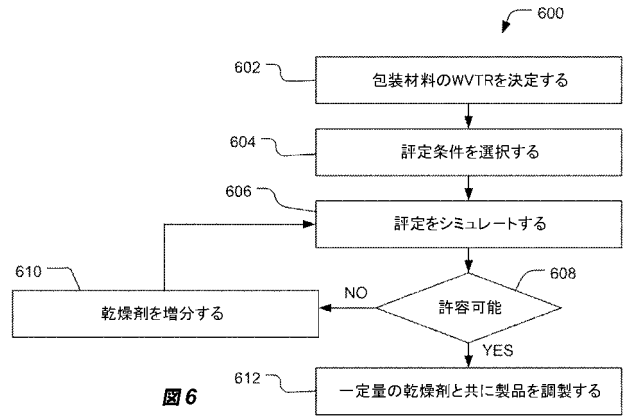 600
602
包装材料のWVTRを決定する
604
評定条件を選択する
606
評定をシミュレートする
610
608
乾燥剤を増分する
NO
許容可能
YES
612
一定量の乾燥剤と共に製品を調製する
図6